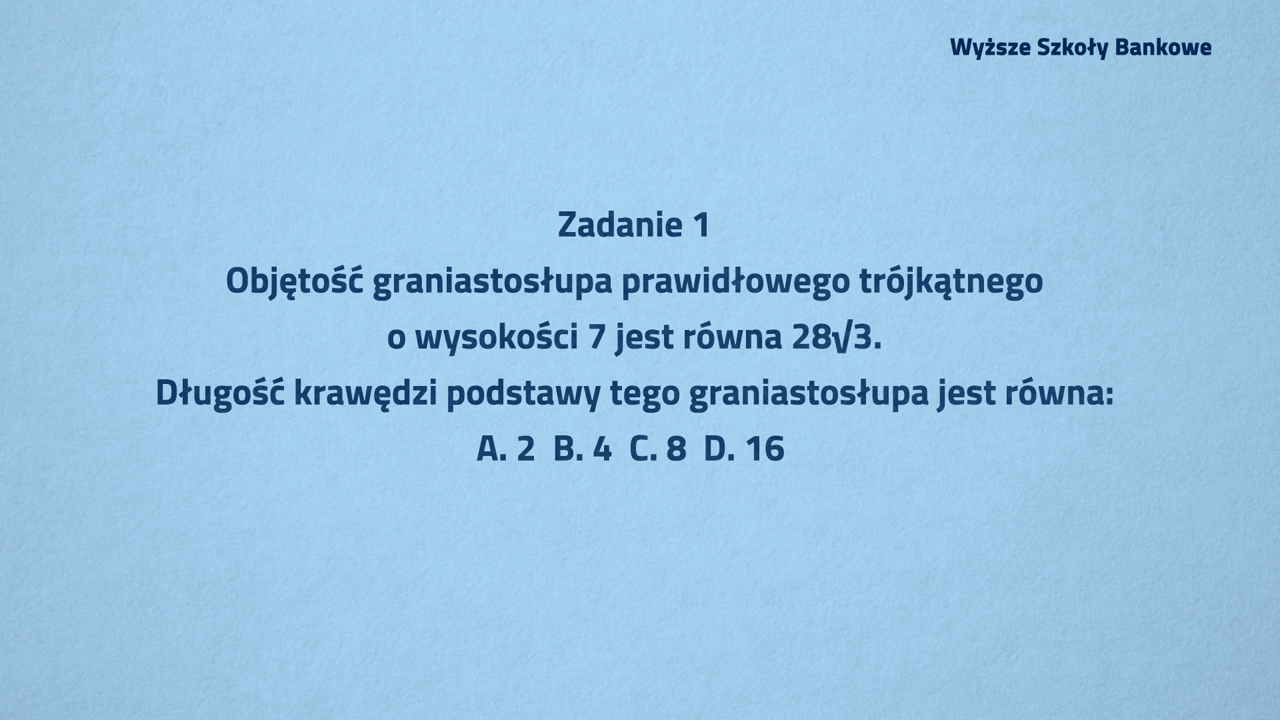 Wyższe Szkoły Bankowe
Zadanie 1
Objętość graniastosłupa prawidłowego trójkątnego
o wysokości 7 jest równa 28√3.
Długość krawędzi podstawy tego graniastosłupa jest równa:
A. 2 B. 4 C. 8 D. 16